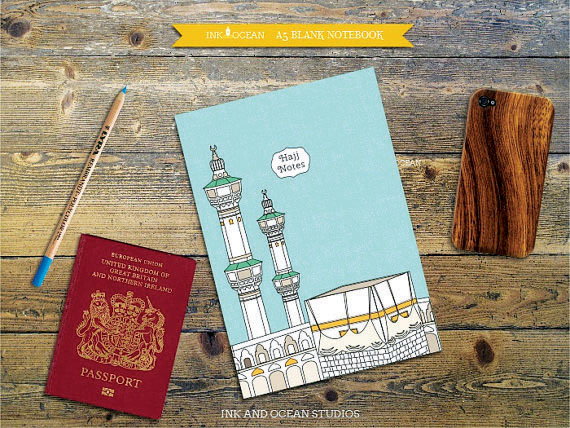 INK OCEAN A5 BLANK NOTEBOOK
Hajj
Notes
OCEAN
EUROPEAN UNION
UNITED KINGDOM OF
GREAT BRITAIN
AND NORTHERN IRELAND
PASSPORT
INK AND OCEAN STUDIOS